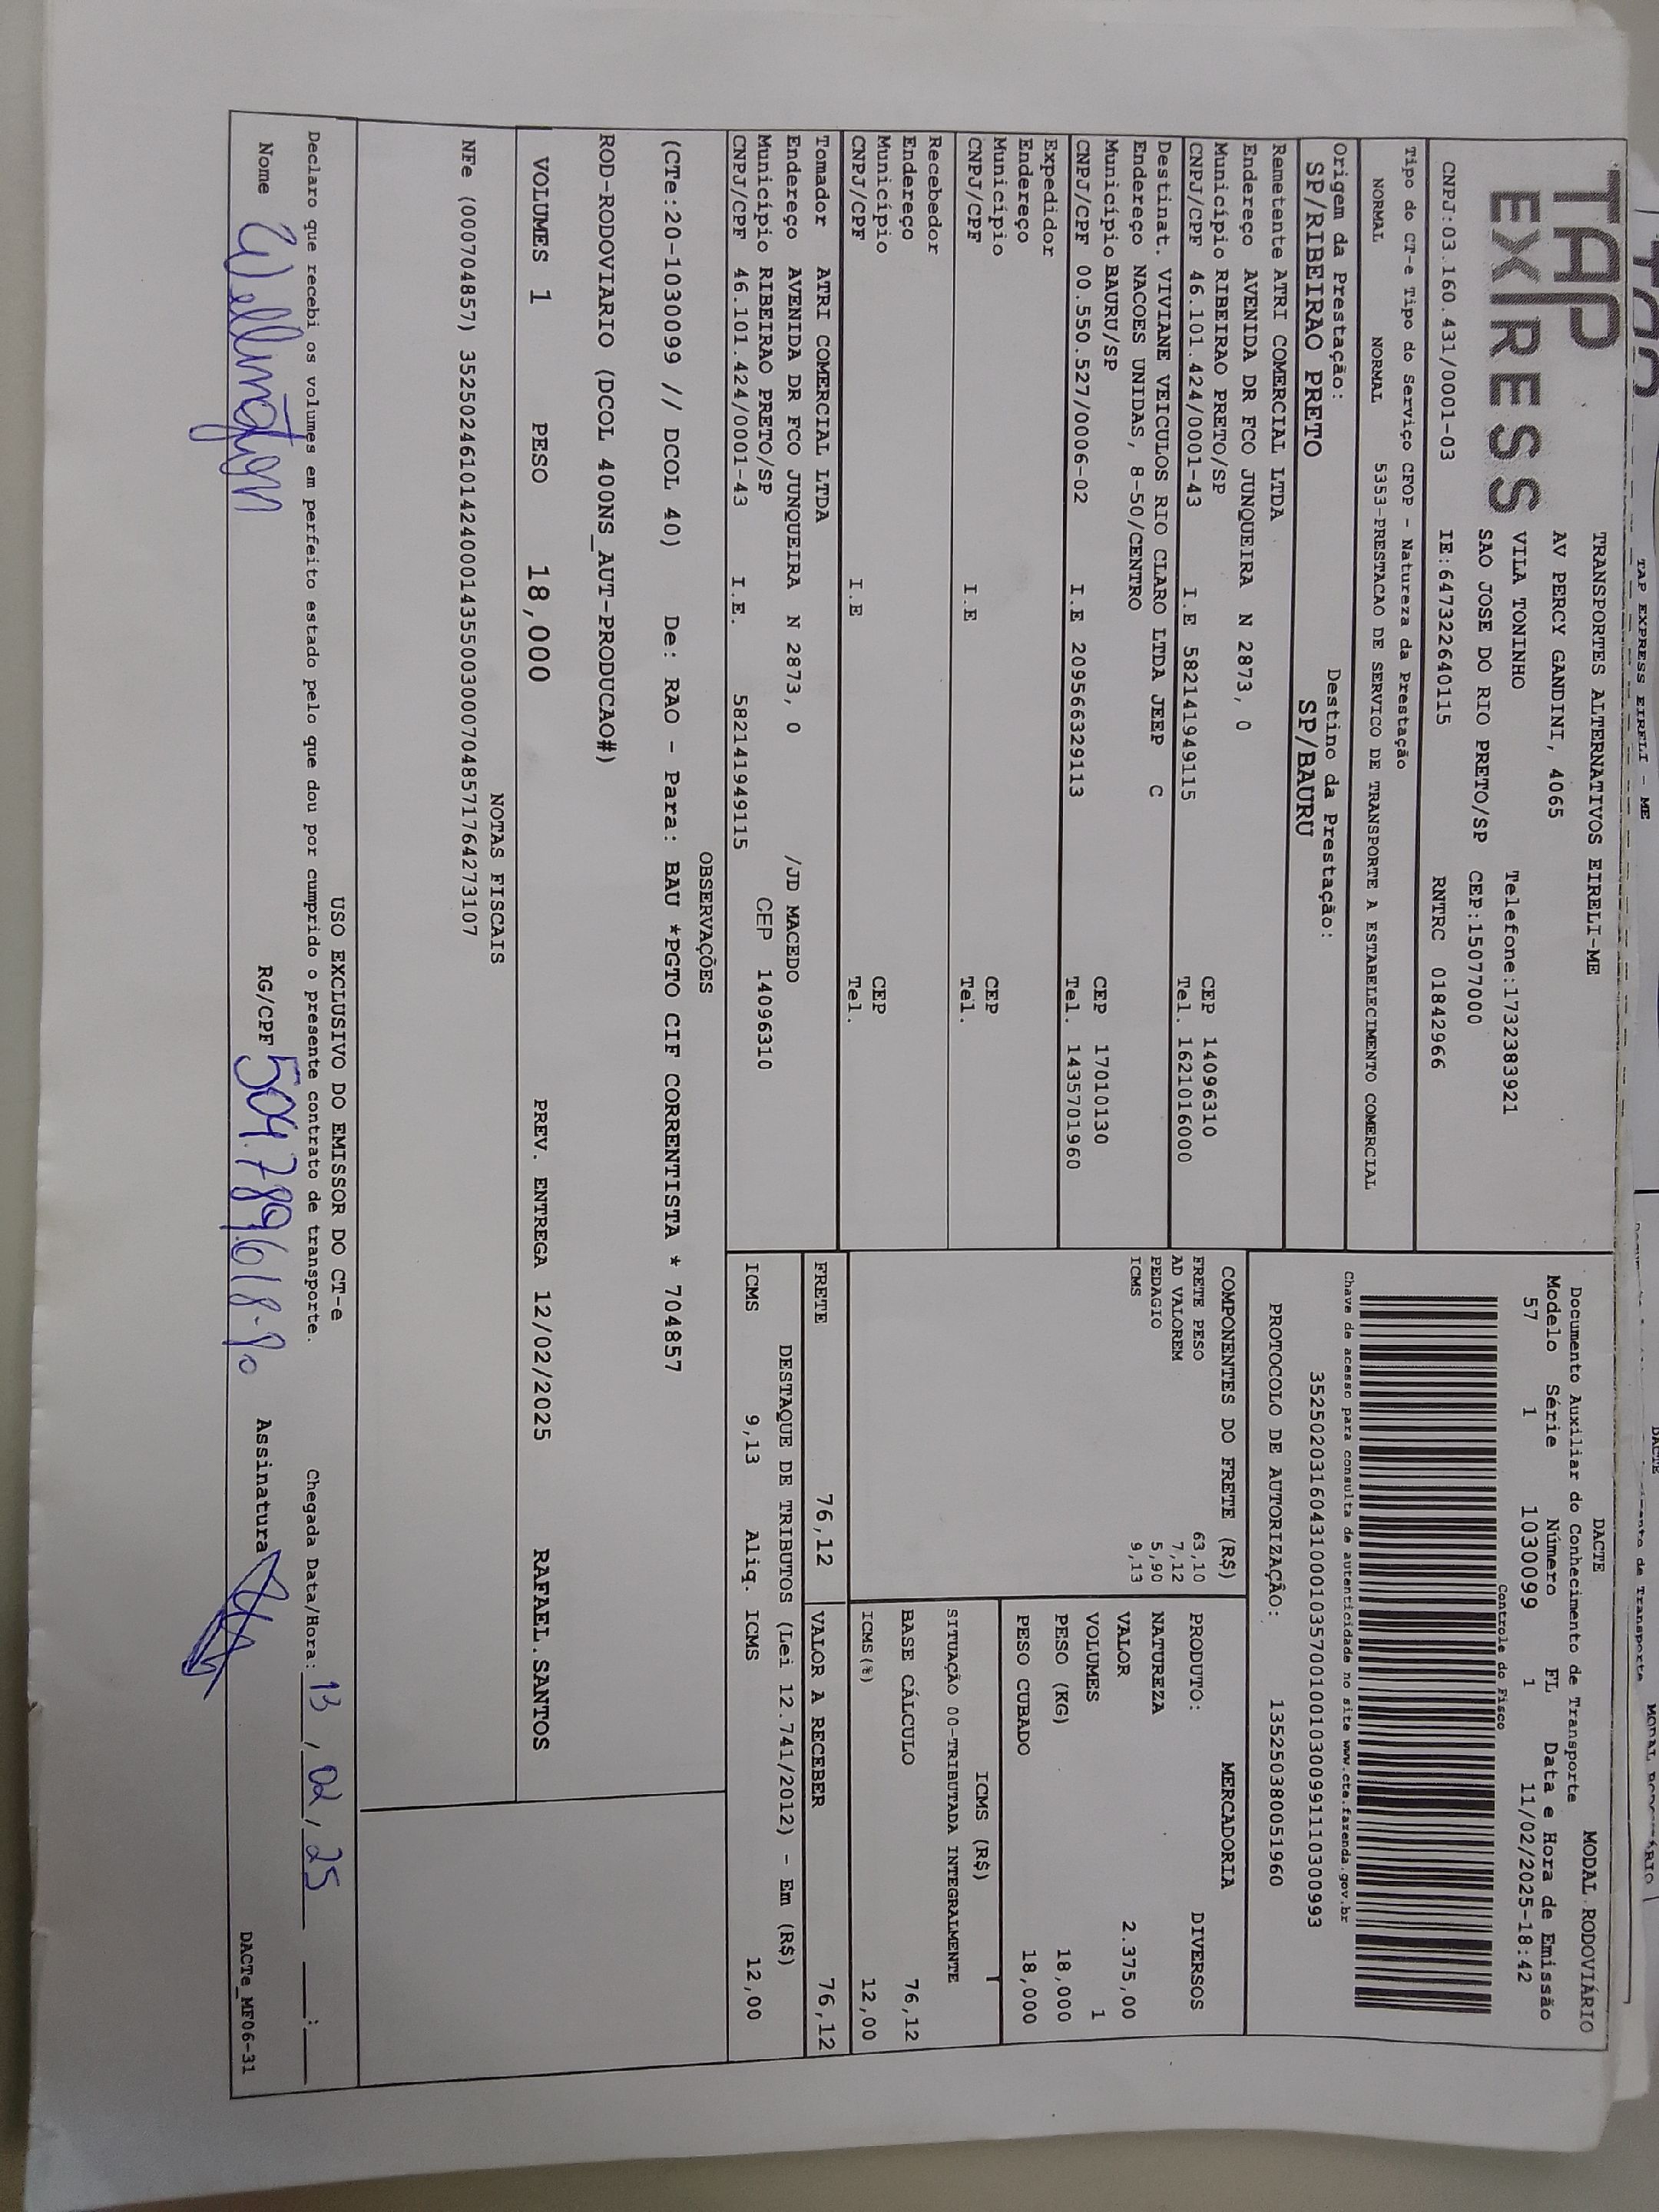 TAP EXPRESS EIRELI - ME
TAP
EXPRESS
TRANSPORTES ALTERNATIVOS EIRELI-ME
AV PERCY GANDINI, 4065
VILA TONINHO Telefone:1732383921
SAO JOSE DO RIO PRETO/SP CEP:15077000
CNPJ:03.160.431/0001-03 IE:647322640115 RNTRC 01842966
DACTE MODAL RODOVIÁRIO
Documento Auxiliar do Conhecimento de Transporte
Modelo Série Número FL Data e Hora de Emissão
57 1 1030099 1 11/02/2025-18:42
Controle do Fisco
Chave de acesso para consulta de autenticidade no site www.cte.fazenda.gov.br
35250203160431000103570010010300991110300993
PROTOCOLO DE AUTORIZAÇÃO: 135250380051960
Tipo do CT-e Tipo do Serviço CFOP - Natureza da Prestação
NORMAL NORMAL 5353-PRESTACAO DE SERVICO DE TRANSPORTE A ESTABELECIMENTO COMERCIAL
Origem da Prestação: Destino da Prestação:
SP/RIBEIRAO PRETO SP/BAURU
Remetente ATRI COMERCIAL LTDA
Endereço AVENIDA DR FCO JUNQUEIRA N 2873, 0
Município RIBEIRAO PRETO/SP CEP 14096310
CNPJ/CPF 46.101.424/0001-43 I.E 582141949115 Tel. 1621016000
Destinat. VIVIANE VEICULOS RIO CLARO LTDA JEEP C
Endereço NACOES UNIDAS, 8-50/CENTRO
Município BAURU/SP CEP 17010130
CNPJ/CPF 00.550.527/0006-02 I.E 209566329113 Tel. 1435701960
Expedidor
Endereço
Município CEP
CNPJ/CPF I.E Tel.
Recebedor
Endereço
Município CEP
CNPJ/CPF I.E Tel.
Tomador ATRI COMERCIAL LTDA
Endereço AVENIDA DR FCO JUNQUEIRA N 2873, 0 /JD MACEDO
Município RIBEIRAO PRETO/SP CEP 14096310
CNPJ/CPF 46.101.424/0001-43 I.E. 582141949115
COMPONENTES DO FRETE (R$)
FRETE PESO 63,10
AD VALOREM 7,12
PEDAGIO 5,90
ICMS 9,13
MERCADORIA
PRODUTO: DIVERSOS
NATUREZA
VALOR 2.375,00
VOLUMES 1
PESO (KG) 18,000
PESO CUBADO 18,000
ICMS (R$)
SITUAÇÃO 00-TRIBUTADA INTEGRALMENTE
BASE CÁLCULO 76,12
ICMS(%) 12,00
FRETE 76,12 VALOR A RECEBER 76,12
DESTAQUE DE TRIBUTOS (Lei 12.741/2012) - Em (R$)
ICMS 9,13 Aliq. ICMS 12,00
OBSERVAÇÕES
(CTe:20-1030099 // DCOL 40) De: RAO - Para: BAU *PGTO CIF CORRENTISTA * 704857
ROD-RODOVIARIO (DCOL 400NS_AUT-PRODUCAO#)
VOLUMES 1 PESO 18,000 PREV. ENTREGA 12/02/2025 RAFAEL.SANTOS
NOTAS FISCAIS
NFe (000704857) 35250246101424000143550030007048571764273107
USO EXCLUSIVO DO EMISSOR DO CT-e
Declaro que recebi os volumes em perfeito estado pelo que dou por cumprido o presente contrato de transporte. Chegada Data/Hora: 13 / 02 / 25 :
Nome Wellington RG/CPF 504.789.618-90 Assinatura
DACTe_MF06-31